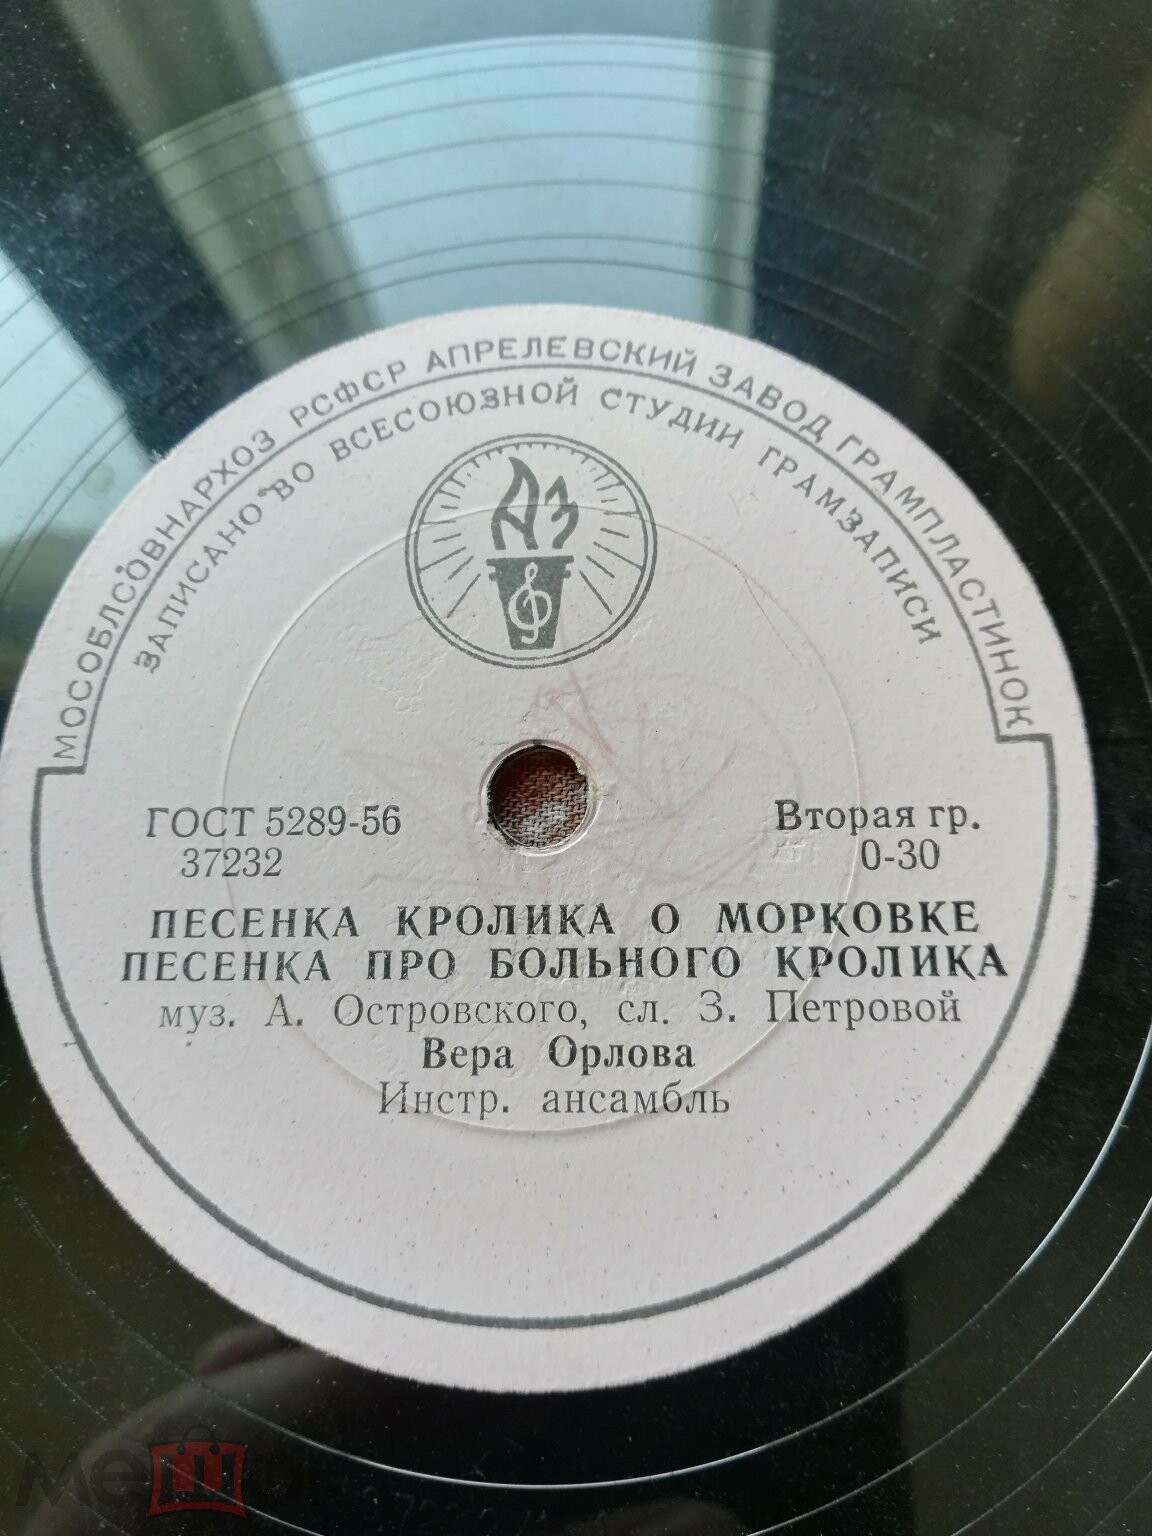 МОСОБЛСОВНАРХОЗ РСФСР АПРЕЛЕВСКИЙ ЗАВОД ГРАМПЛАСТИНОК
ЗАПИСАНО ВО ВСЕСОЮЗНОЙ СТУДИИ ГРАМЗАПИСИ
АЗ
ГОСТ 5289-56
Вторая гр.
37232
0-30
ПЕСЕНКА КРОЛИКА О МОРКОВКЕ
ПЕСЕНКА ПРО БОЛЬНОГО КРОЛИКА
муз. А. Островского, сл. З. Петровой
Вера Орлова
Инстр. ансамбль